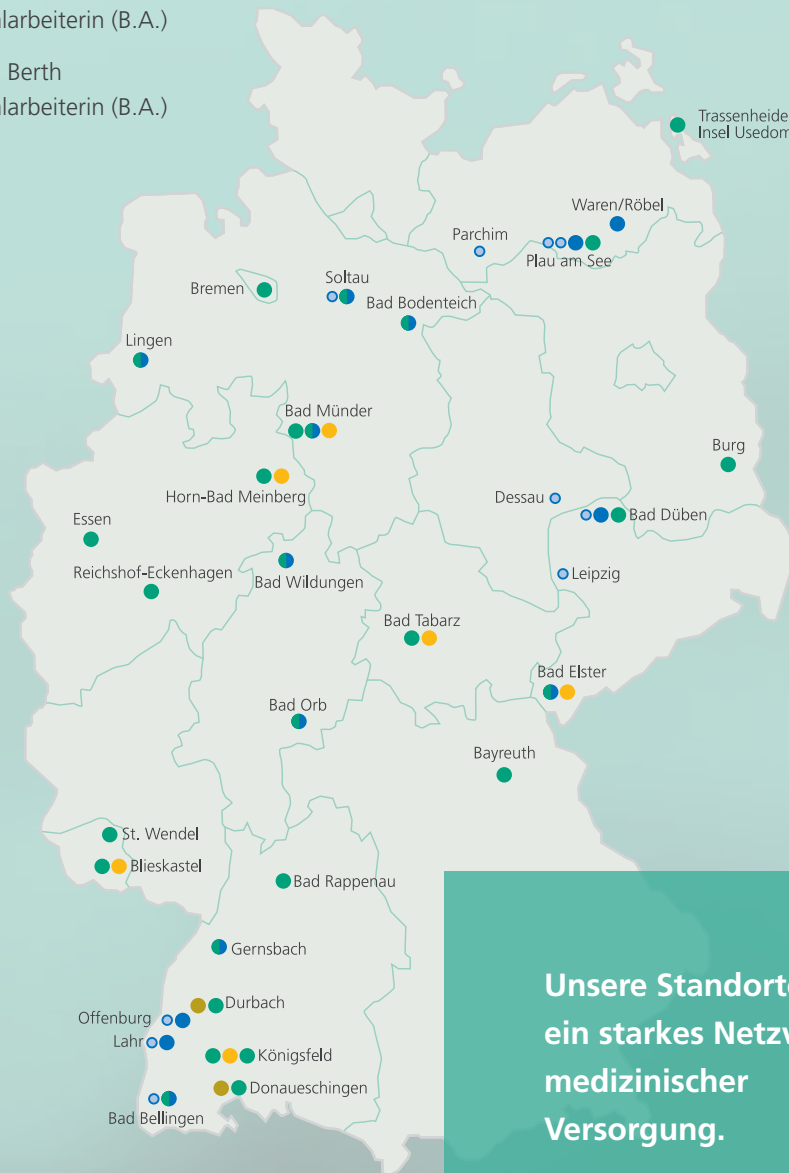 larbeiterin (B.A.)
Berth
larbeiterin (B.A.)
Trassenheide
Insel Usedom
Waren/Röbel
Parchim
Plau am See
Soltau
Bremen
Bad Bodenteich
Lingen
Bad Münder
Burg
Horn-Bad Meinberg
Dessau
Bad Düben
Essen
Reichshof-Eckenhagen
Bad Wildungen
Leipzig
Bad Tabarz
Bad Elster
Bad Orb
Bayreuth
St. Wendel
Blieskastel
Bad Rappenau
Gernsbach
Durbach
Offenburg
Lahr
Königsfeld
Donaueschingen
Bad Bellingen
Unsere Standorte
ein starkes Netzw
medizinischer
Versorgung.